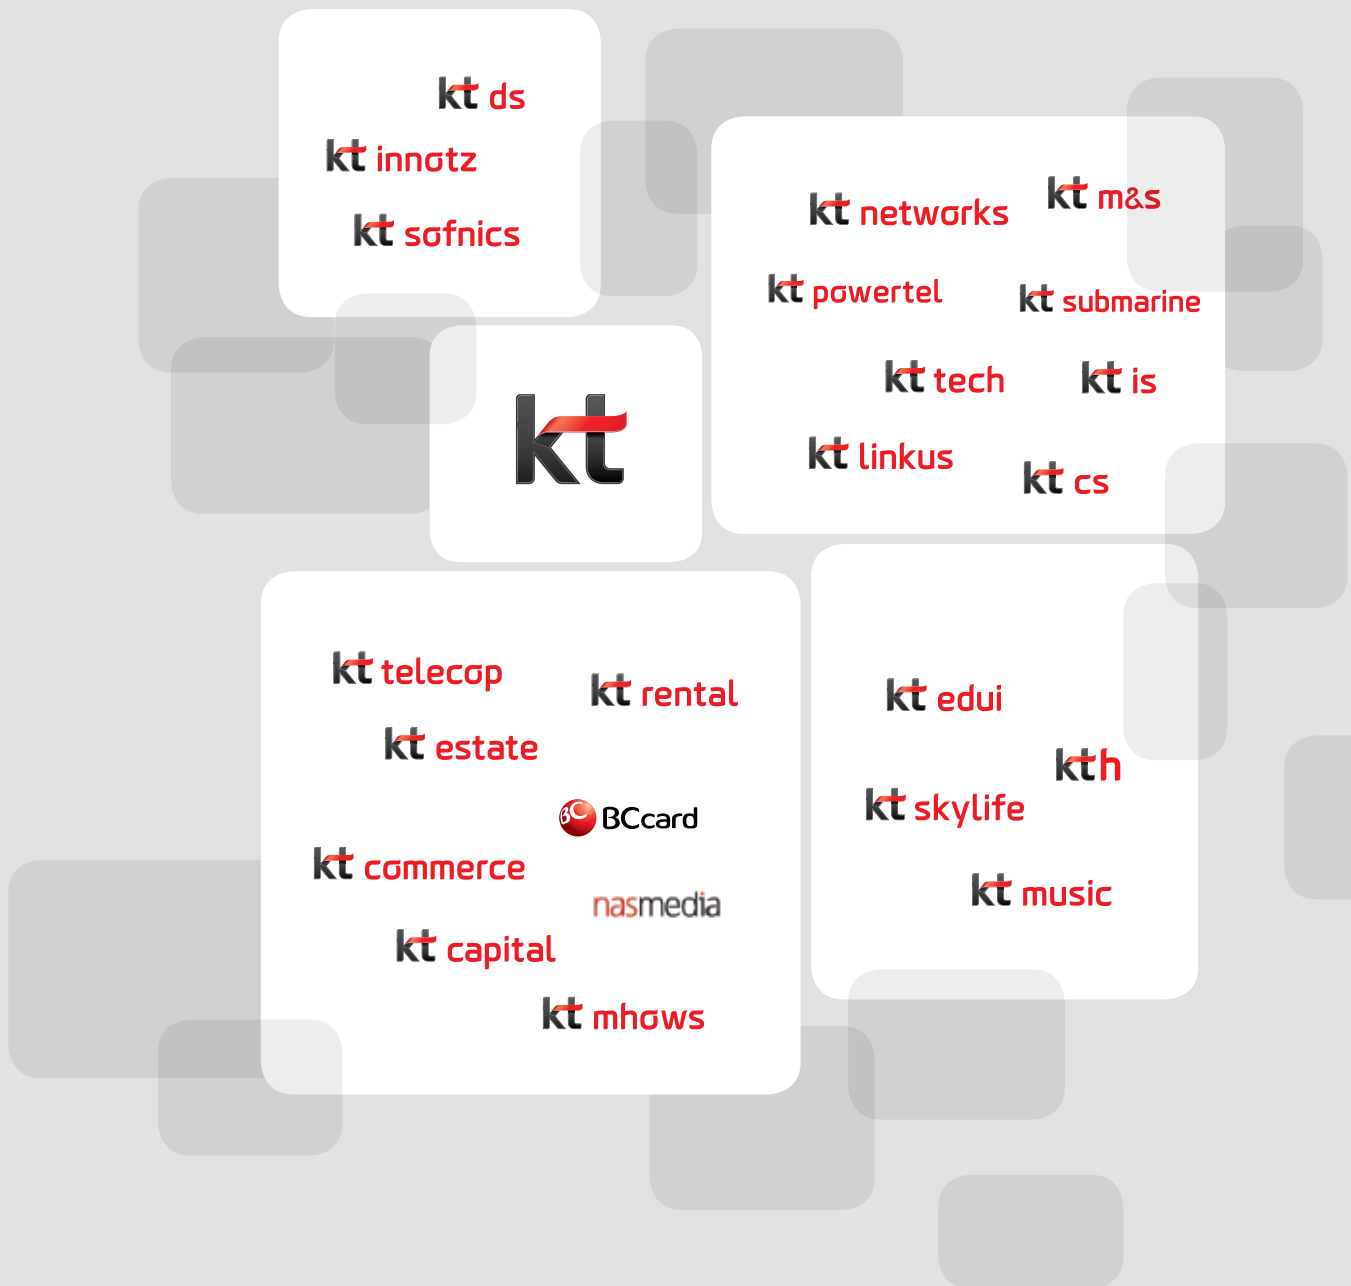 kt ds
kt innotz
kt sofnics
kt networks
kt m&s
kt powertel
kt submarine
kt tech
kt is
kt linkus
kt cs
kt
kt telecop
kt rental
kt estate
BC BCcard
kt commerce
nasmedia
kt capital
kt mhows
kt edui
kth
kt skylife
kt music